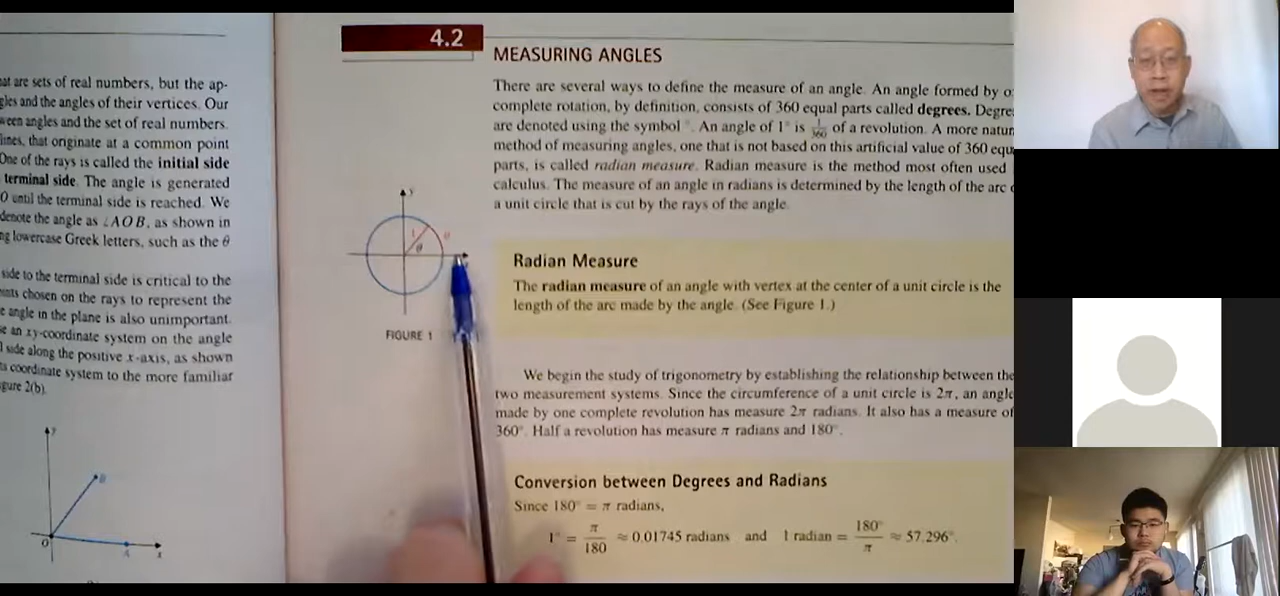 at are sets of real numbers, but the ap-
gles and the angles of their vertices. Our
ween angles and the set of real numbers.
lines, that originate at a common point
One of the rays is called the initial side
terminal side. The angle is generated
O until the terminal side is reached. We
denote the angle as ∠AOB, as shown in
ng lowercase Greek letters, such as the θ
side to the terminal side is critical to the
chosen on the rays to represent the
e angle in the plane is also unimportant.
an xy-coordinate system on the angle
side along the positive x-axis, as shown
coordinate system to the more familiar
gure 2(b).
y
B
O
A
x
4.2
MEASURING ANGLES
There are several ways to define the measure of an angle. An angle formed by o
complete rotation, by definition, consists of 360 equal parts called degrees. Degre
are denoted using the symbol °. An angle of 1° is 1/360 of a revolution. A more natur
method of measuring angles, one that is not based on this artificial value of 360 equ
parts, is called radian measure. Radian measure is the method most often used
calculus. The measure of an angle in radians is determined by the length of the arc
a unit circle that is cut by the rays of the angle.
y
1
θ
θ
FIGURE 1
Radian Measure
The radian measure of an angle with vertex at the center of a unit circle is the
length of the arc made by the angle. (See Figure 1.)
We begin the study of trigonometry by establishing the relationship between the
two measurement systems. Since the circumference of a unit circle is 2π, an angle
made by one complete revolution has measure 2π radians. It also has a measure of
360°. Half a revolution has measure π radians and 180°.
Conversion between Degrees and Radians
Since 180° = π radians,
1° = π/180 ≈ 0.01745 radians and 1 radian = 180°/π ≈ 57.296°.